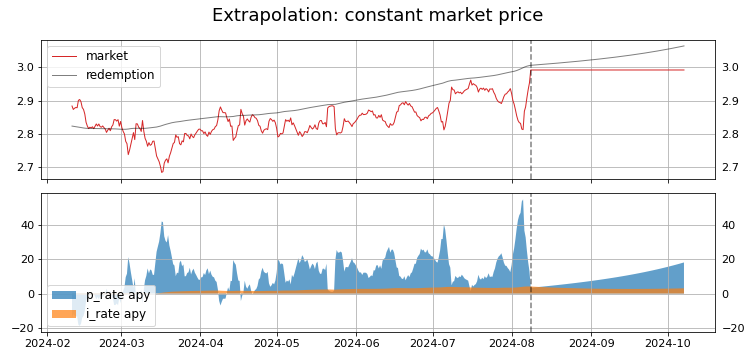 Extrapolation: constant market price
market
redemption
3.0 3.0
2.9 2.9
2.8 2.8
2.7 2.7
40 40
20 20
0 0
−20 −20
p_rate apy
i_rate apy
2024-02 2024-03 2024-04 2024-05 2024-06 2024-07 2024-08 2024-09 2024-10